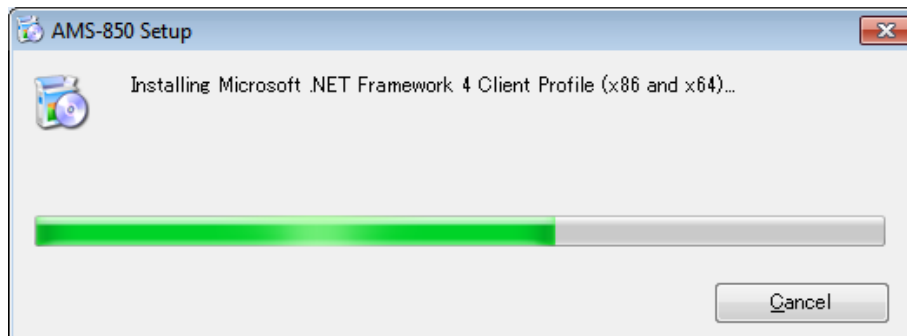 AMS-850 Setup
Installing Microsoft .NET Framework 4 Client Profile (x86 and x64)...
Cancel